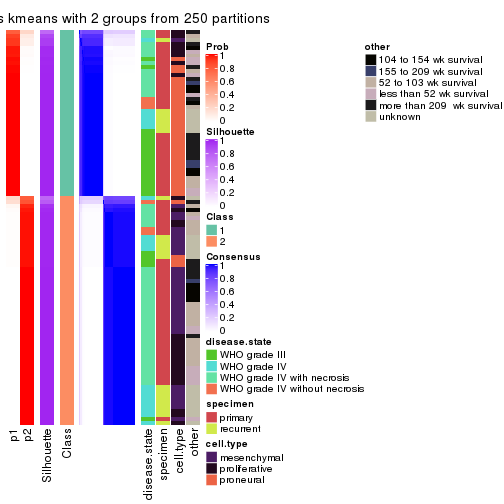 s kmeans with 2 groups from 250 partitions
Prob
1
0.8
0.6
0.4
0.2
0
Silhouette
1
0.8
0.6
0.4
0.2
0
Class
1
2
Consensus
1
0.8
0.6
0.4
0.2
0
disease.state
WHO grade III
WHO grade IV
WHO grade IV with necrosis
WHO grade IV without necrosis
specimen
primary
recurrent
cell.type
mesenchymal
proliferative
proneural
other
104 to 154 wk survival
155 to 209 wk survival
52 to 103 wk survival
less than 52 wk survival
more than 209  wk survival
unknown
p1
p2
Silhouette
Class
disease.state
specimen
cell.type
other